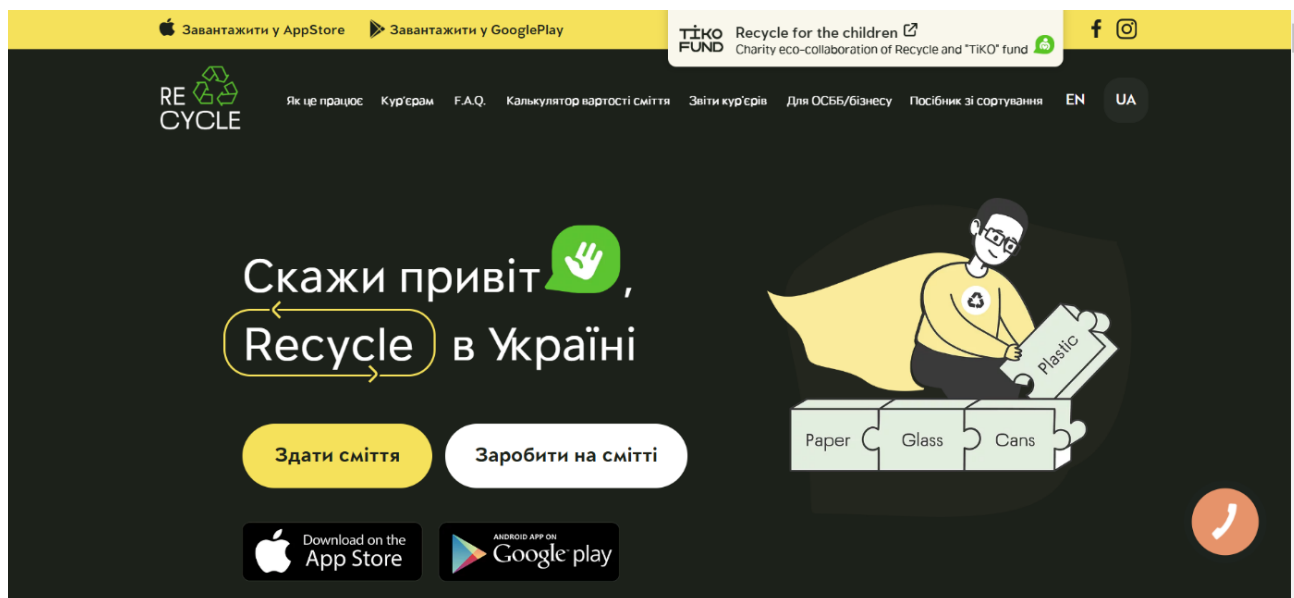 Завантажити у AppStore
Завантажити у GooglePlay
TİKO
FUND
Recycle for the children
Charity eco-collaboration of Recycle and "TiKO" fund
RE
CYCLE
Як це працює
Кур'єрам
F.A.Q.
Калькулятор вартості сміття
Звіти кур'єрів
Для ОСББ/бізнесу
Посібник зі сортування
EN
UA
Скажи привіт ,
Recycle в Україні
Здати сміття
Заробити на смітті
Download on the
App Store
ANDROID APP ON
Google play
Plastic
Paper
Glass
Cans